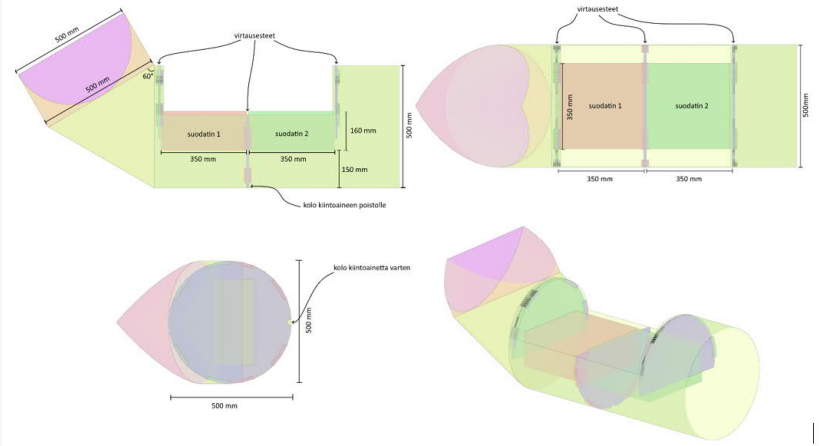 virtausesteet
500 mm
500 mm
60°
suodatin 1
suodatin 2
160 mm
350 mm
350 mm
150 mm
500 mm
kolo kiintoaineen poistolle
virtausesteet
350 mm
suodatin 1
suodatin 2
500mm
350 mm
350 mm
kolo kiintoainetta varten
500 mm
500 mm